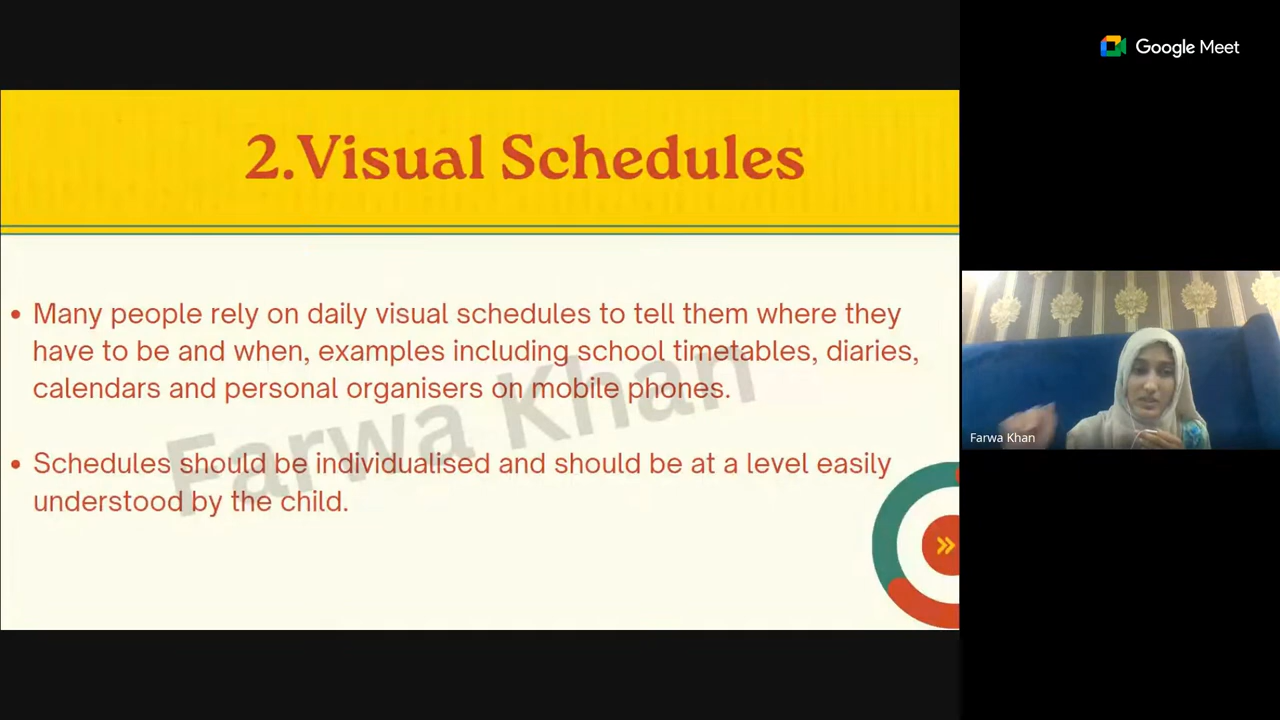 Google Meet
2.Visual Schedules
• Many people rely on daily visual schedules to tell them where they
have to be and when, examples including school timetables, diaries,
calendars and personal organisers on mobile phones.
• Schedules should be individualised and should be at a level easily
understood by the child.
Farwa Khan
Farwa Khan